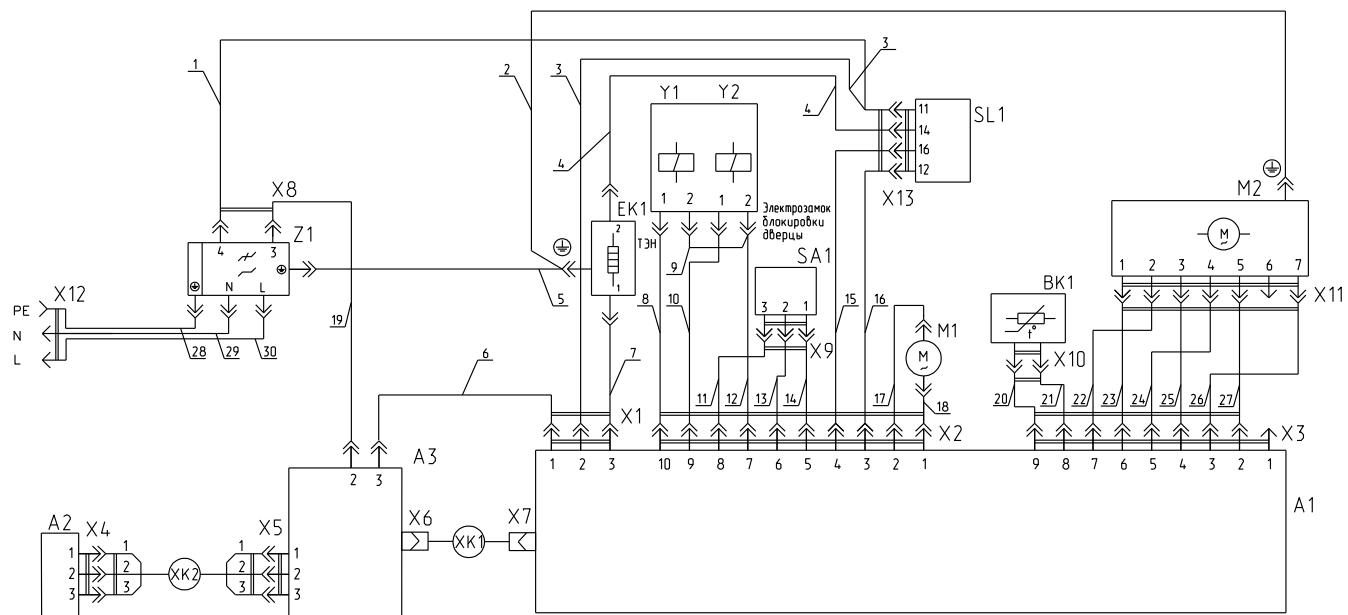 1
2
3
3
Y1 Y2
4
11
14
16
12
SL1
4
X13
1 2 1 2
Электрозамок
блокировки
дверцы
9
X8
EK1
2
ТЭН
1
M2
M
~
1 2 3 4 5 6 7
X11
Z1
4 3
N L
5
SA1
3 2 1
X9
BK1
t°
X10
X12
PE
N
L
28 29 30
19
8 10 15 16
M1
M
~
6
7
11 12 13 14 17 18
20 21 22 23 24 25 26 27
X1
X2
X3
1 2 3
10 9 8 7 6 5 4 3 2 1
9 8 7 6 5 4 3 2 1
A3
2 3
A1
A2
X4
X5
X6
X7
XK1
XK2
1 1 1 1
2 2 2 2
3 3 3 3